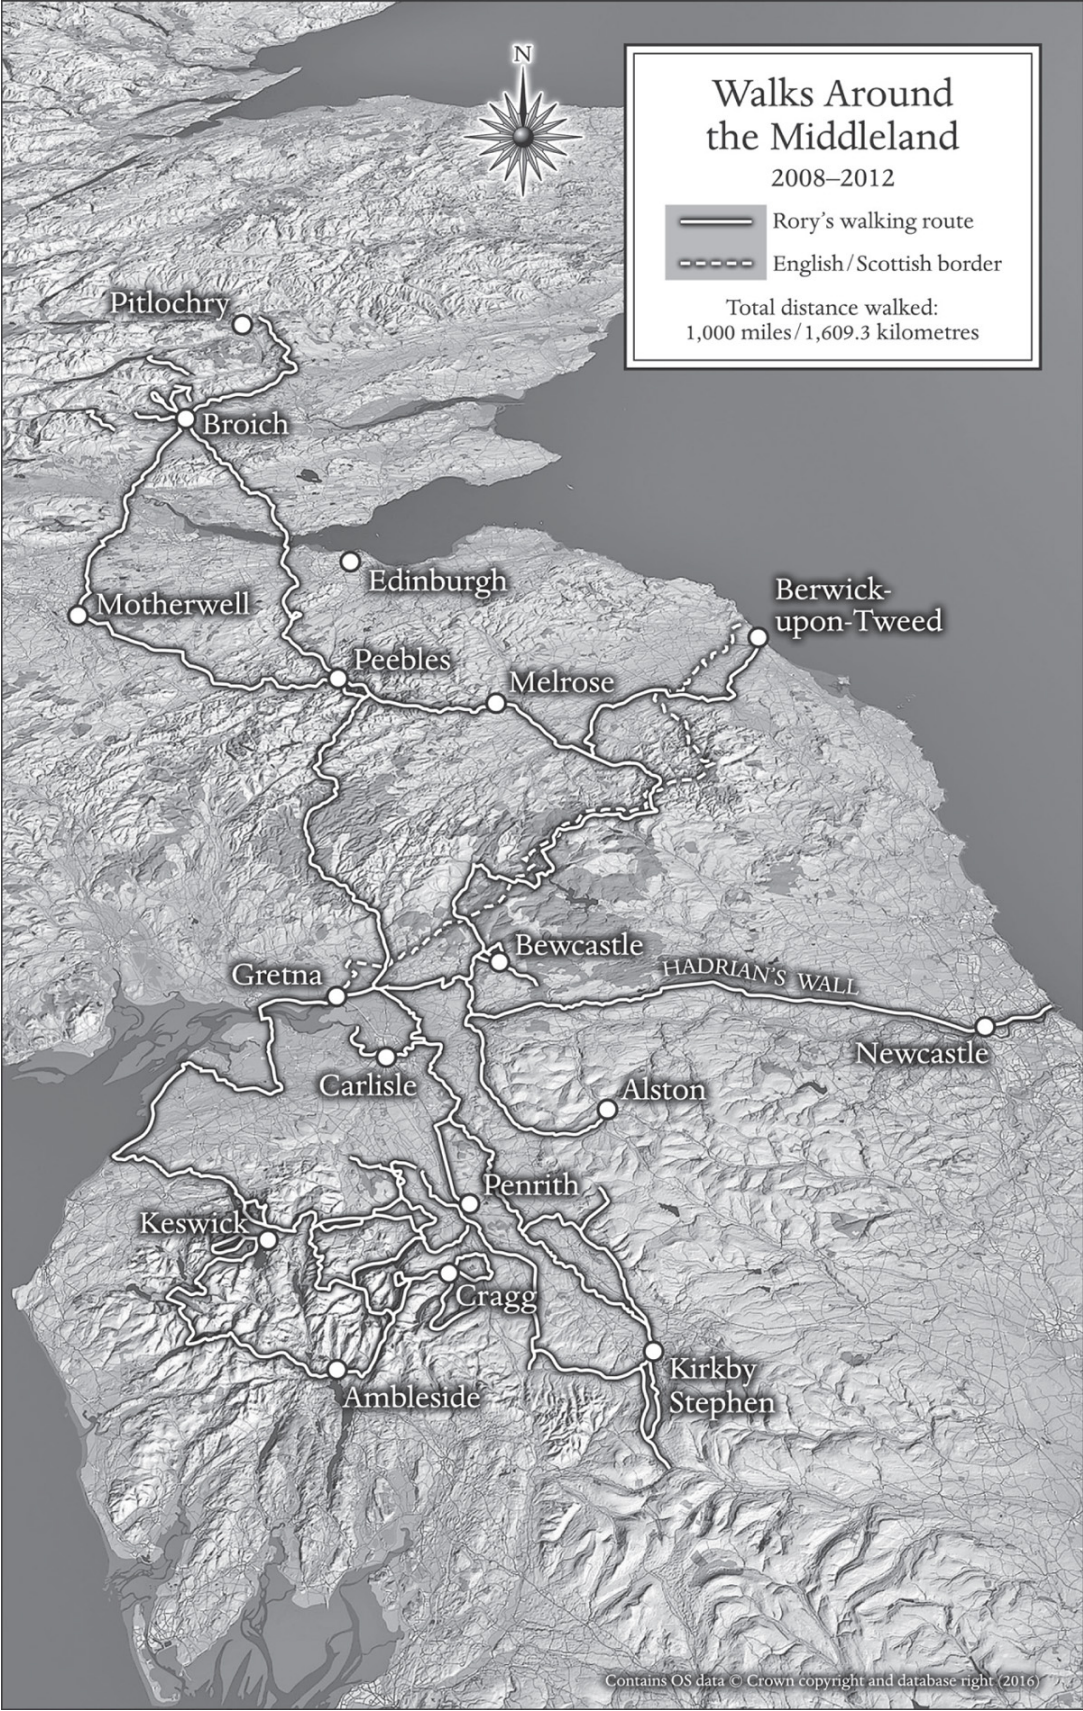 N
Walks Around
the Middleland
2008–2012
Rory's walking route
English/Scottish border
Total distance walked:
1,000 miles/1,609.3 kilometres
Pitlochry
Broich
Edinburgh
Motherwell
Berwick-
upon-Tweed
Peebles
Melrose
Bewcastle
Gretna
HADRIAN'S WALL
Newcastle
Carlisle
Alston
Penrith
Keswick
Cragg
Kirkby
Stephen
Ambleside
Contains OS data © Crown copyright and database right (2016)